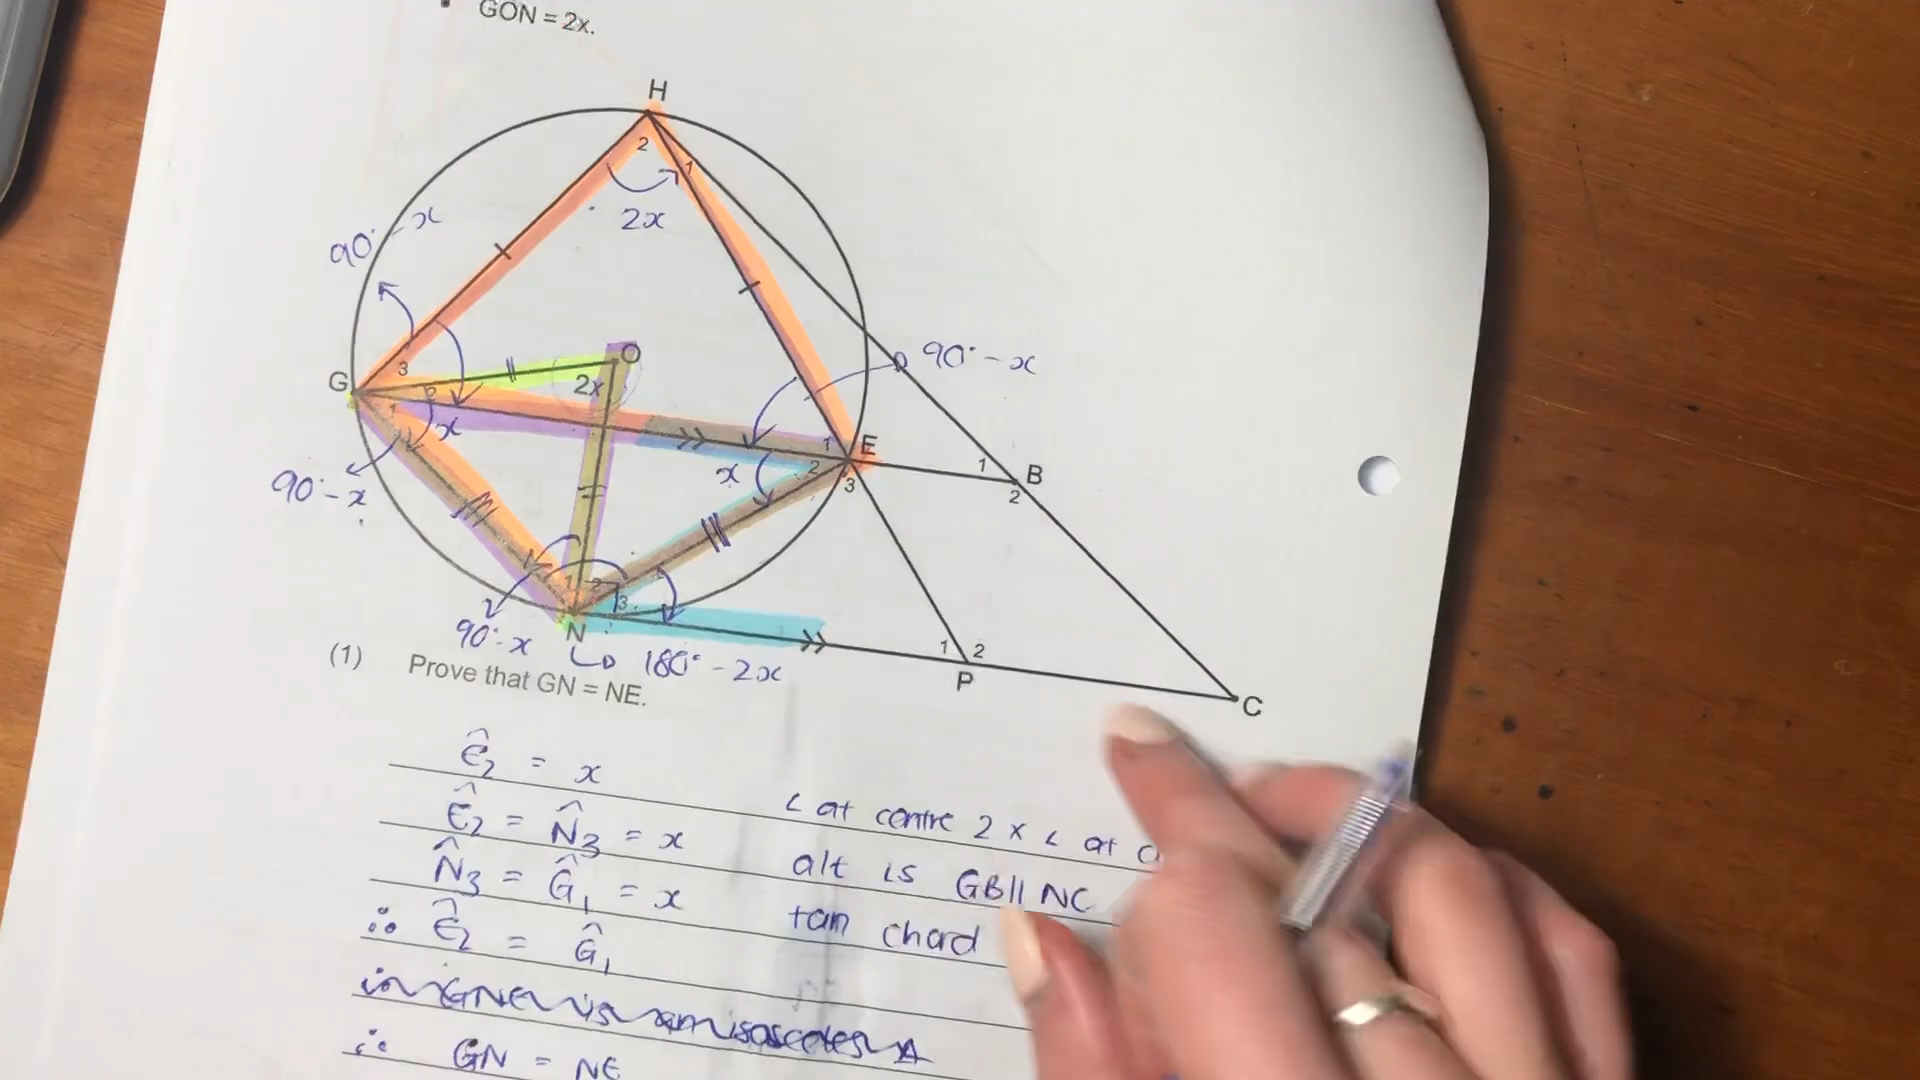 GON = 2x.
H
2
1
2x
90° - x
O
G
3
2x
90° - x
2
1
x
1
E
x
2
3
1
B
2
90° - x
1
2
3
N
90° - x
180° - 2x
1 2
P
C
(1) Prove that GN = NE.
Ê₂ = x ∠ at centre 2 x ∠ at
Ê₂ = N̂₃ = x alt is GB || NC
N̂₃ = Ĝ₁ = x tan chord
∴ Ê₂ = Ĝ₁
∴ GN = NE